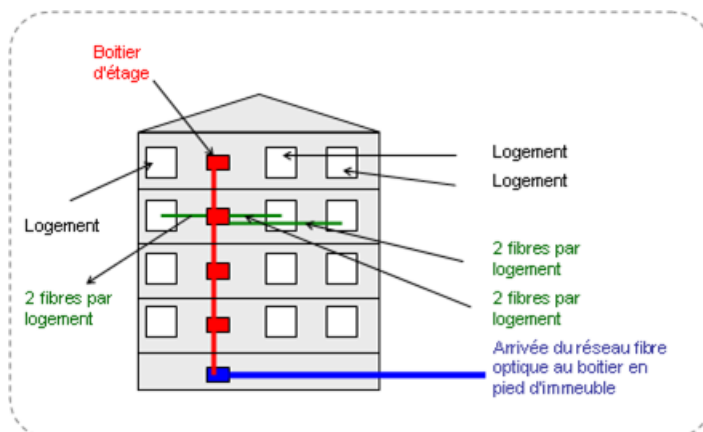 Boitier
d'étage
Logement
Logement
Logement
2 fibres par
logement
2 fibres par
logement
2 fibres par
logement
Arrivée du réseau fibre
optique au boitier en
pied d'immeuble